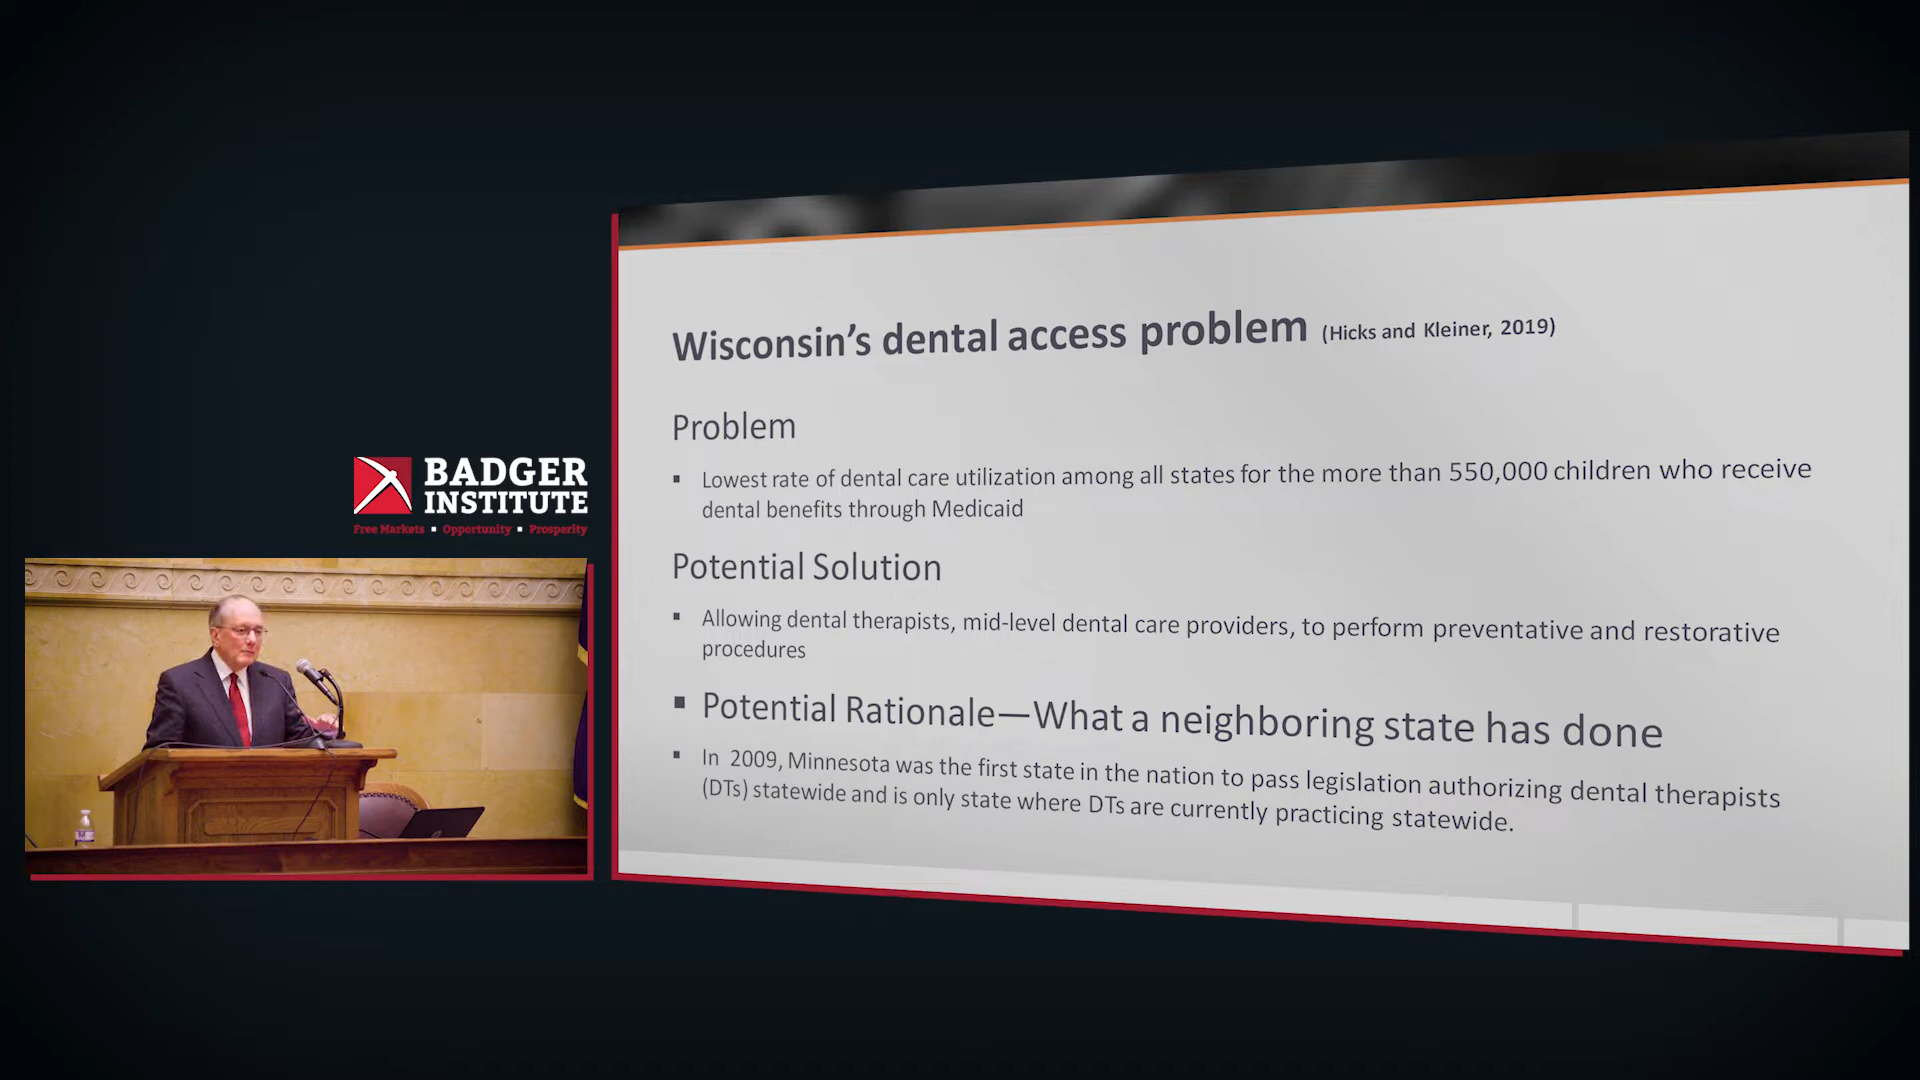 BADGER
INSTITUTE
Free Markets ▪ Opportunity ▪ Prosperity
Wisconsin's dental access problem (Hicks and Kleiner, 2019)
Problem
▪ Lowest rate of dental care utilization among all states for the more than 550,000 children who receive
dental benefits through Medicaid
Potential Solution
▪ Allowing dental therapists, mid-level dental care providers, to perform preventative and restorative
procedures
▪ Potential Rationale—What a neighboring state has done
▪ In 2009, Minnesota was the first state in the nation to pass legislation authorizing dental therapists
(DTs) statewide and is only state where DTs are currently practicing statewide.